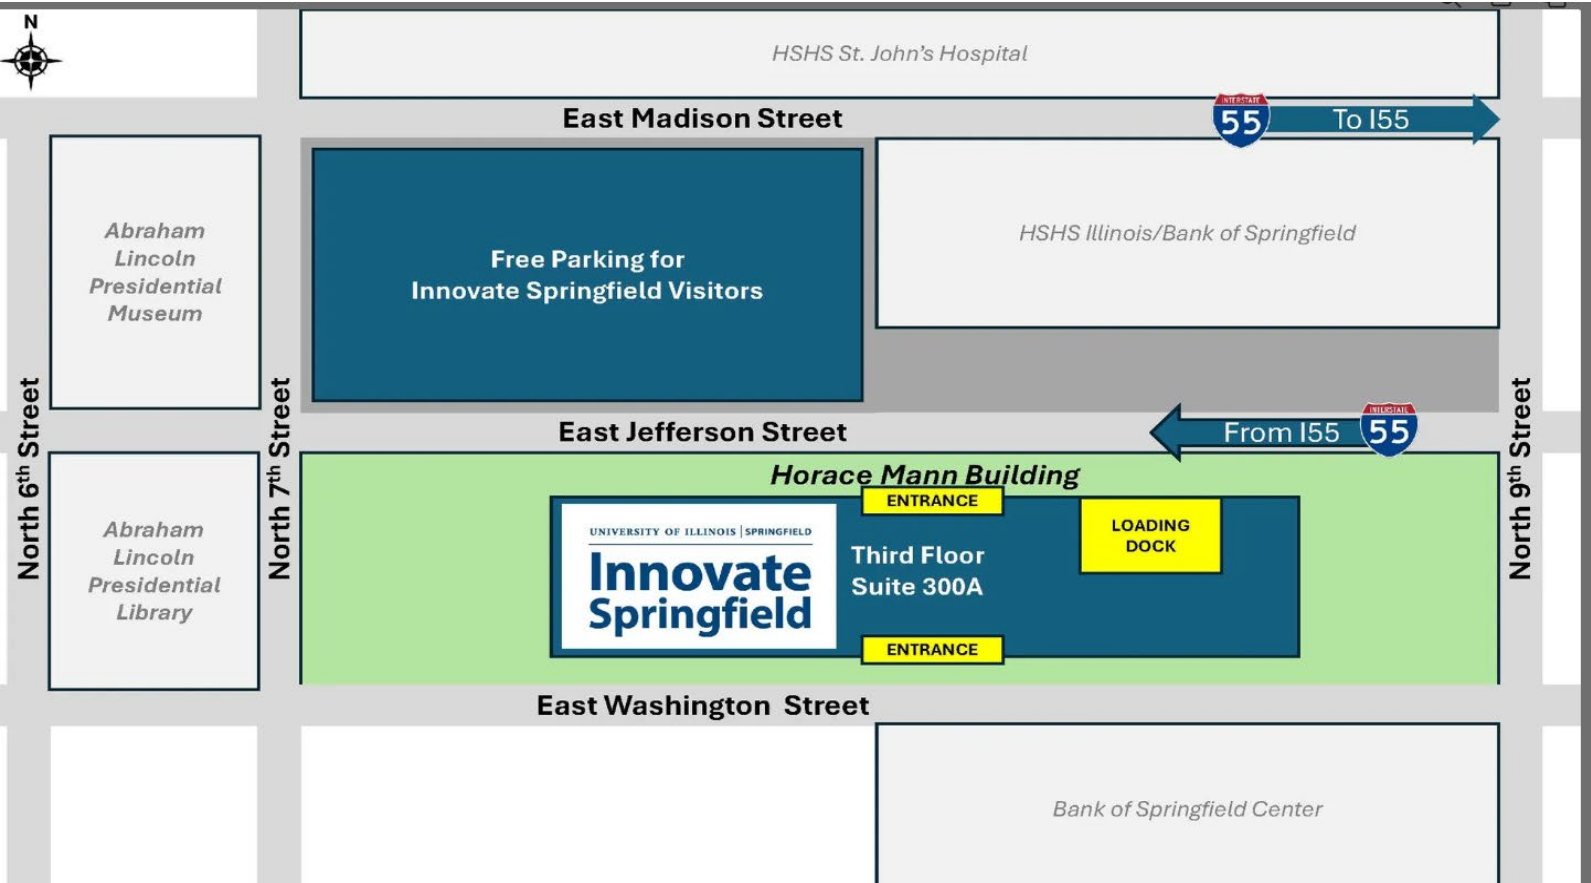 N
HSHS St. John's Hospital
East Madison Street
INTERSTATE
55
To I55
Abraham
Lincoln
Presidential
Museum
Free Parking for
Innovate Springfield Visitors
HSHS Illinois/Bank of Springfield
North 6th Street
North 7th Street
East Jefferson Street
From I55
INTERSTATE
55
North 9th Street
Abraham
Lincoln
Presidential
Library
Horace Mann Building
ENTRANCE
UNIVERSITY OF ILLINOIS | SPRINGFIELD
Innovate
Springfield
Third Floor
Suite 300A
LOADING
DOCK
ENTRANCE
East Washington Street
Bank of Springfield Center